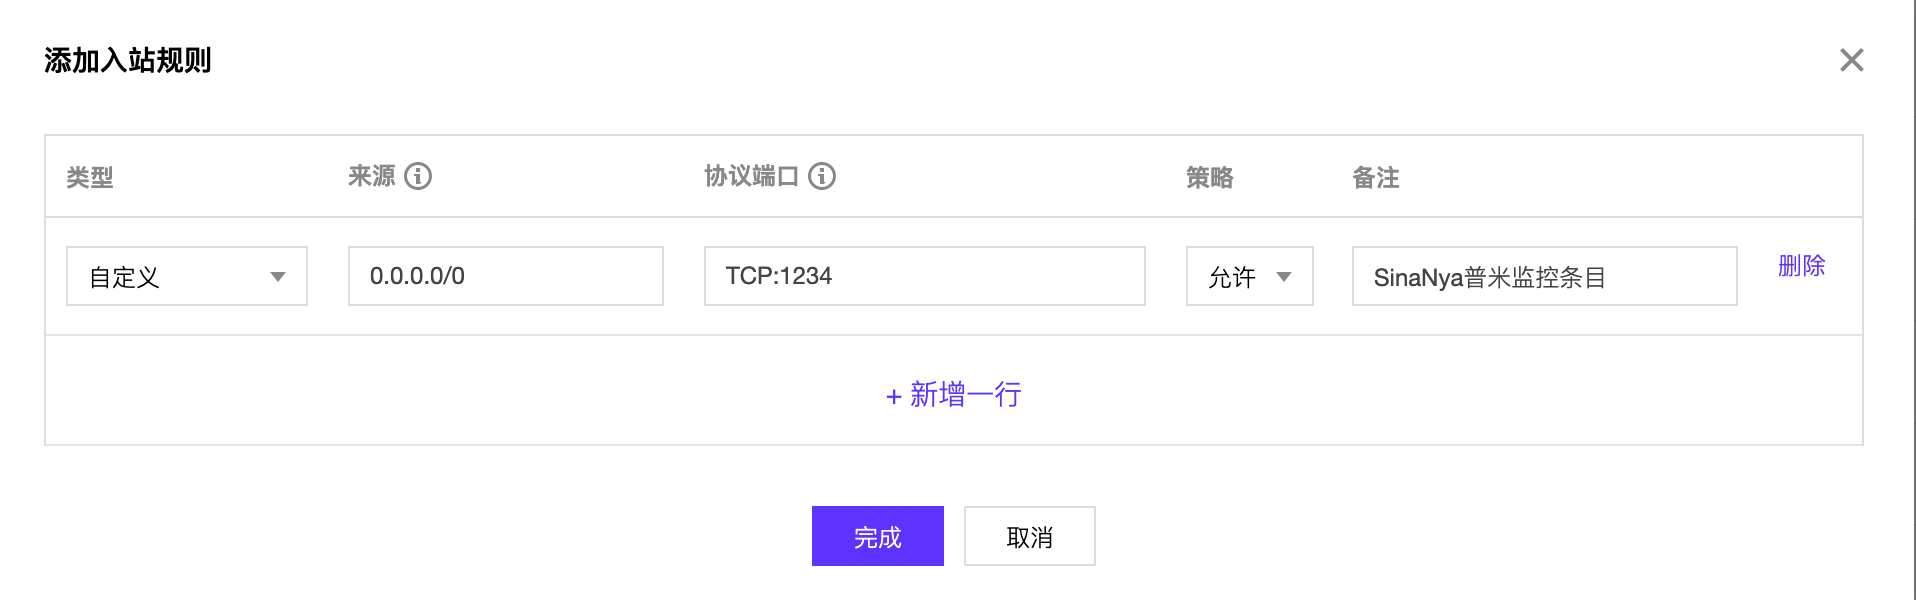 添加入站规则
类型 来源 协议端口 策略 备注
自定义 0.0.0.0/0 TCP:1234 允许 SinaNya普米监控条目 删除
+ 新增一行
完成 取消